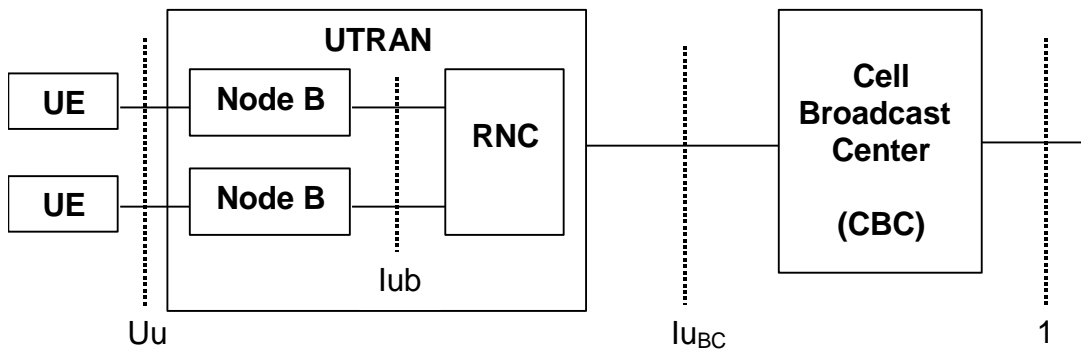 UTRAN
UE
Node B
RNC
UE
Node B
Cell
Broadcast
Center
(CBC)
Iub
Uu
IuBC
1